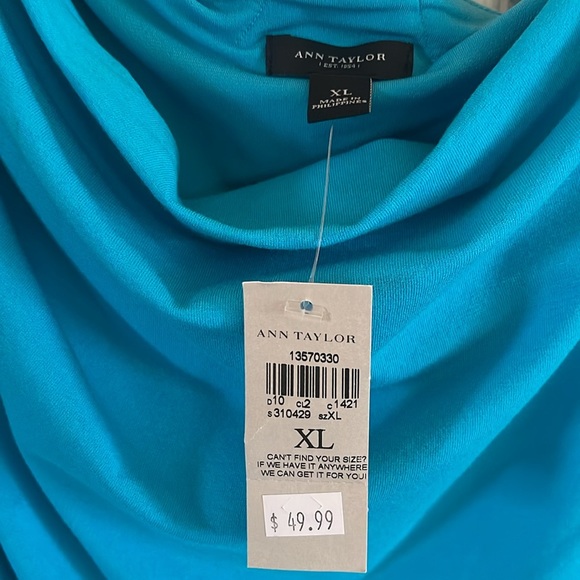 ANN TAYLOR
EST. 1954
XL
MADE IN
PHILIPPINES
ANN TAYLOR
13570330
D10 CL2 C1421
S310429 SZXL
XL
CAN'T FIND YOUR SIZE?
IF WE HAVE IT ANYWHERE
WE CAN GET IT FOR YOU!
$ 49.99